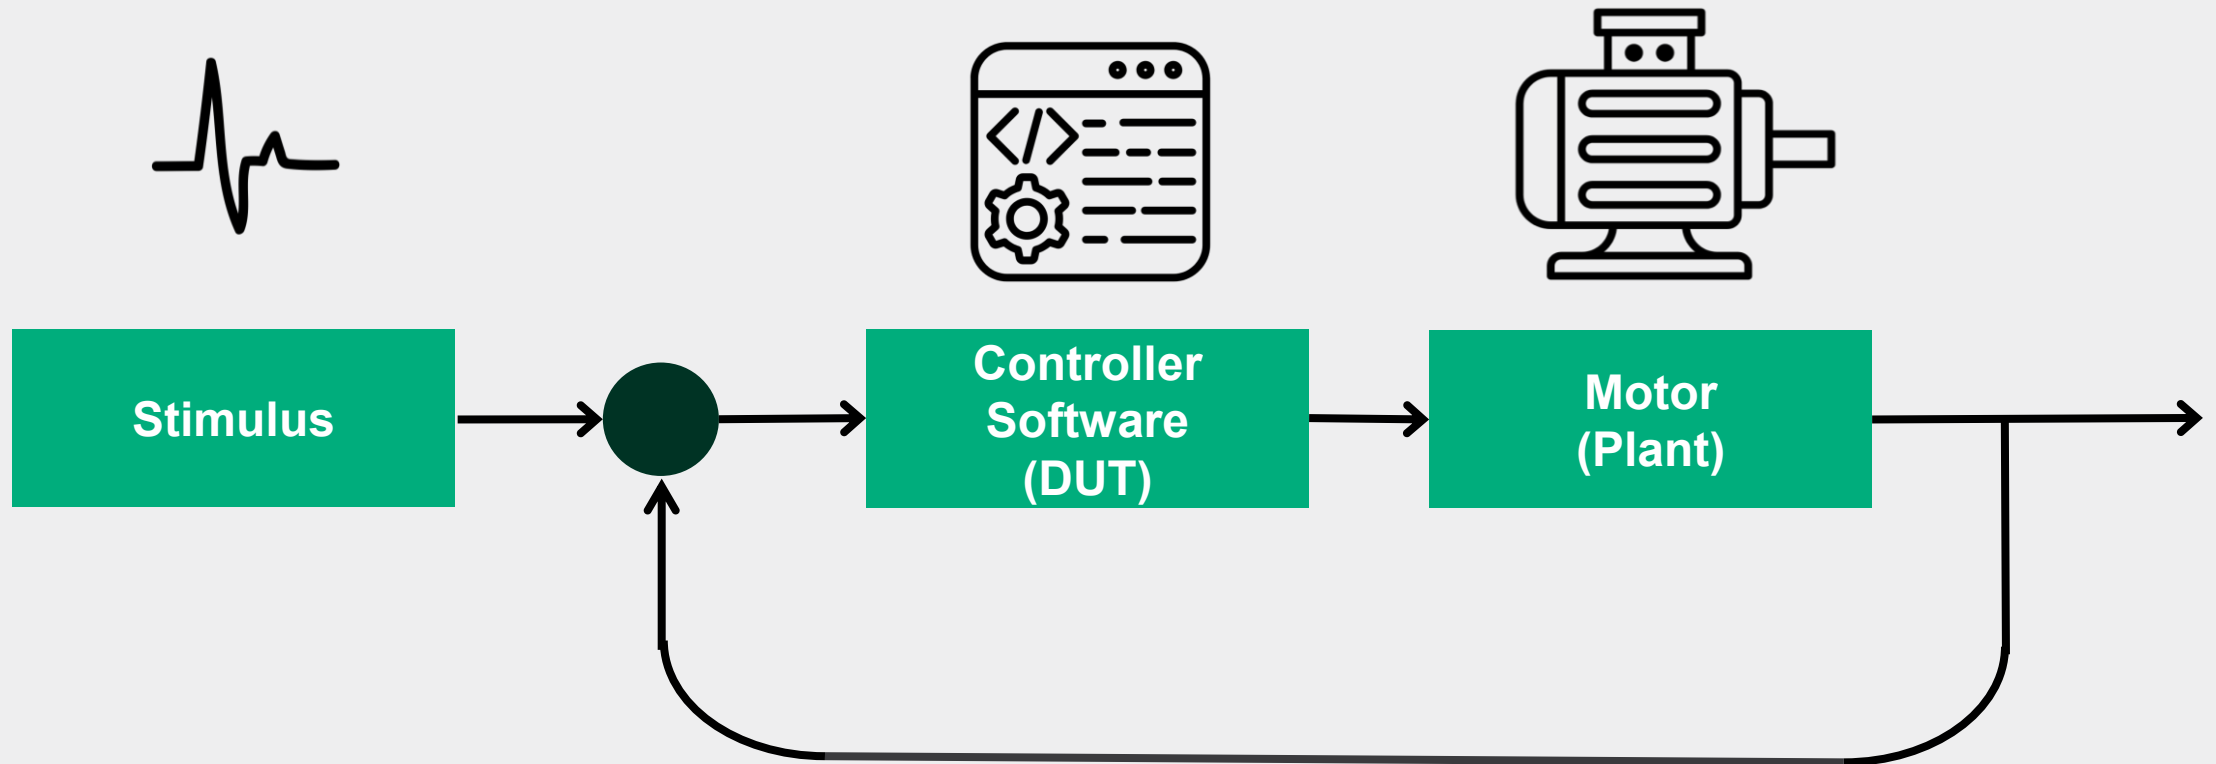 Stimulus
Controller
Software
(DUT)
Motor
(Plant)